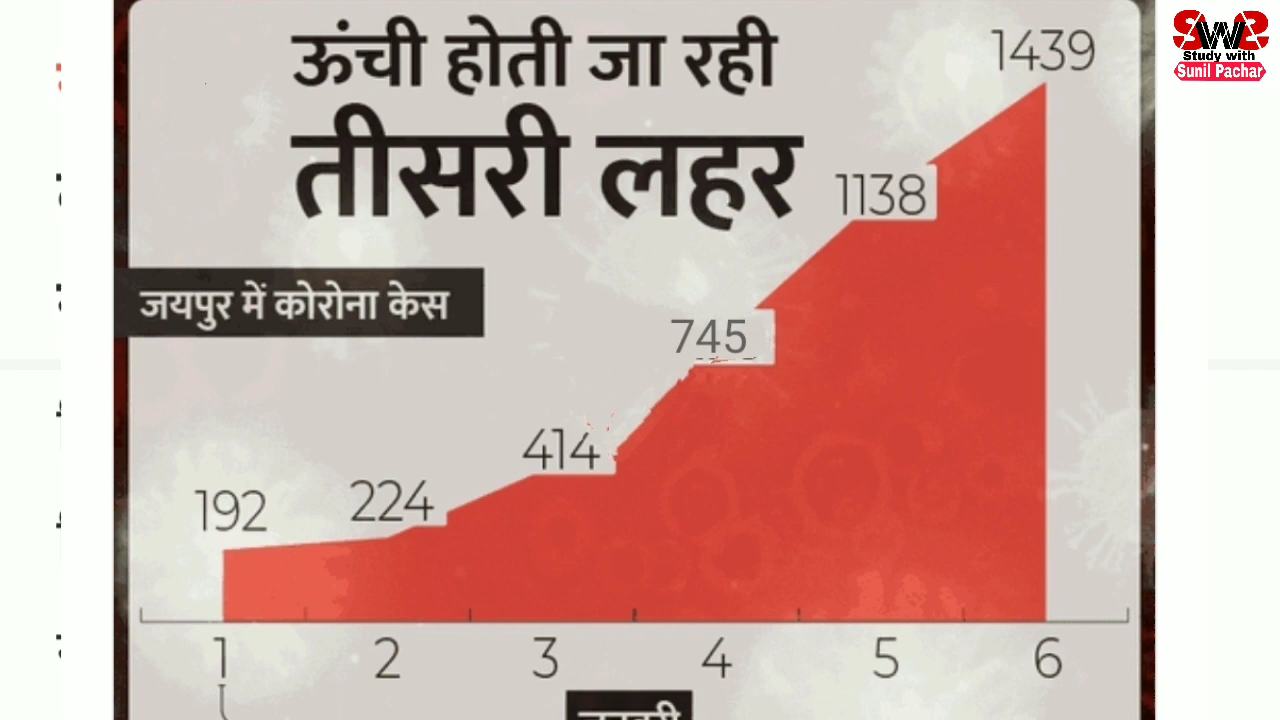 ऊंची होती जा रही
तीसरी लहर
SWS
Study with
Sunil Pachar
जयपुर में कोरोना केस
1439
1138
745
414
224
192
1 2 3 4 5 6